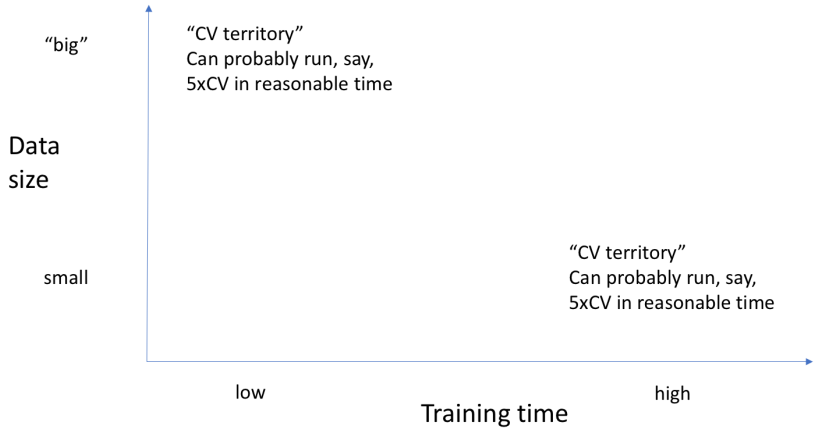 “big”
“CV territory”
Can probably run, say,
5xCV in reasonable time
Data
size
“CV territory”
Can probably run, say,
5xCV in reasonable time
small
low
high
Training time